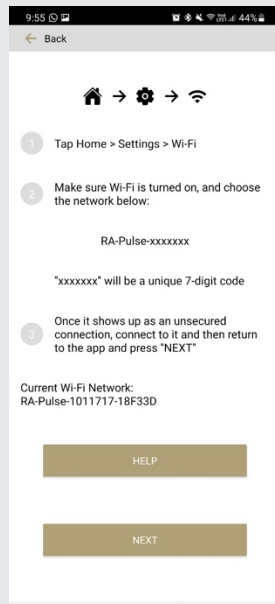 9:55
44%
Back
1
Tap Home > Settings > Wi-Fi
2
Make sure Wi-Fi is turned on, and choose
the network below:
RA-Pulse-xxxxxxx
"xxxxxxx" will be a unique 7-digit code
3
Once it shows up as an unsecured
connection, connect to it and then return
to the app and press "NEXT"
Current Wi-Fi Network:
RA-Pulse-1011717-18F33D
HELP
NEXT